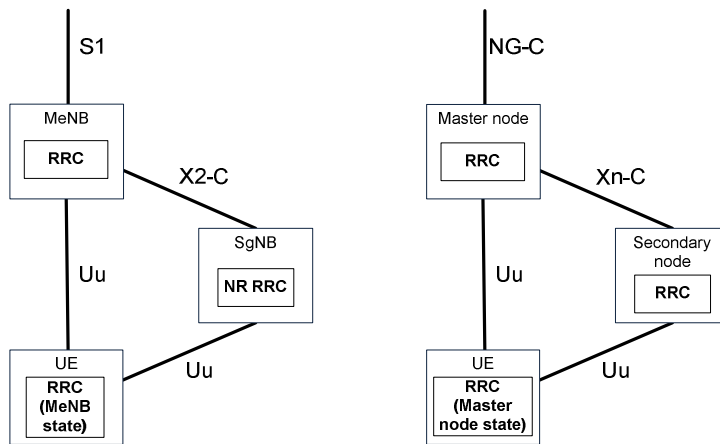 S1
MeNB
RRC
X2-C
SgNB
NR RRC
Uu
Uu
UE
RRC
(MeNB
state)
NG-C
Master node
RRC
Xn-C
Secondary
node
RRC
Uu
Uu
UE
RRC
(Master
node state)